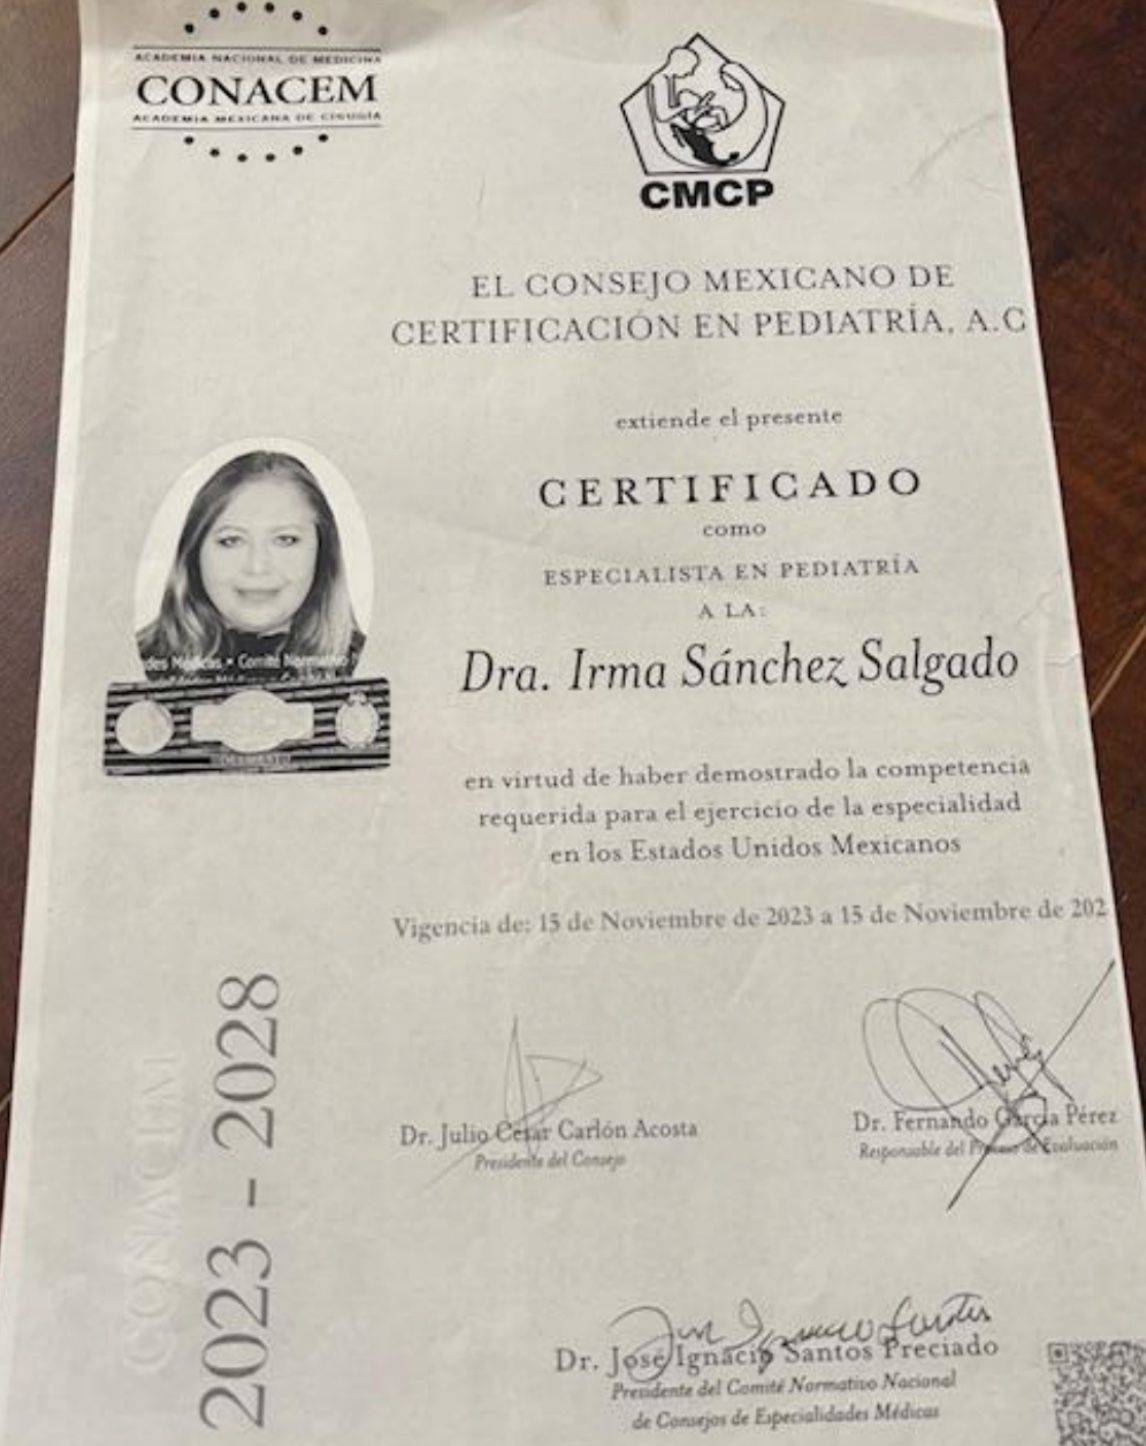 ACADEMIA NACIONAL DE MEDICINA
CONACEM
ACADEMIA MEXICANA DE CIRUGÍA
CMCP
EL CONSEJO MEXICANO DE
CERTIFICACIÓN EN PEDIATRÍA, A.C
extiende el presente
CERTIFICADO
como
ESPECIALISTA EN PEDIATRÍA
A LA:
Dra. Irma Sánchez Salgado
des Médicas • Comité Normativo
en virtud de haber demostrado la competencia
requerida para el ejercicio de la especialidad
en los Estados Unidos Mexicanos
Vigencia de: 15 de Noviembre de 2023 a 15 de Noviembre de 202
CONACEM
2023 - 2028
Dr. Julio César Carlón Acosta
Presidente del Consejo
Dr. Fernando García Pérez
Responsable del Proceso de Evaluación
Dr. José Ignacio Santos Preciado
Presidente del Comité Normativo Nacional
de Consejos de Especialidades Médicas